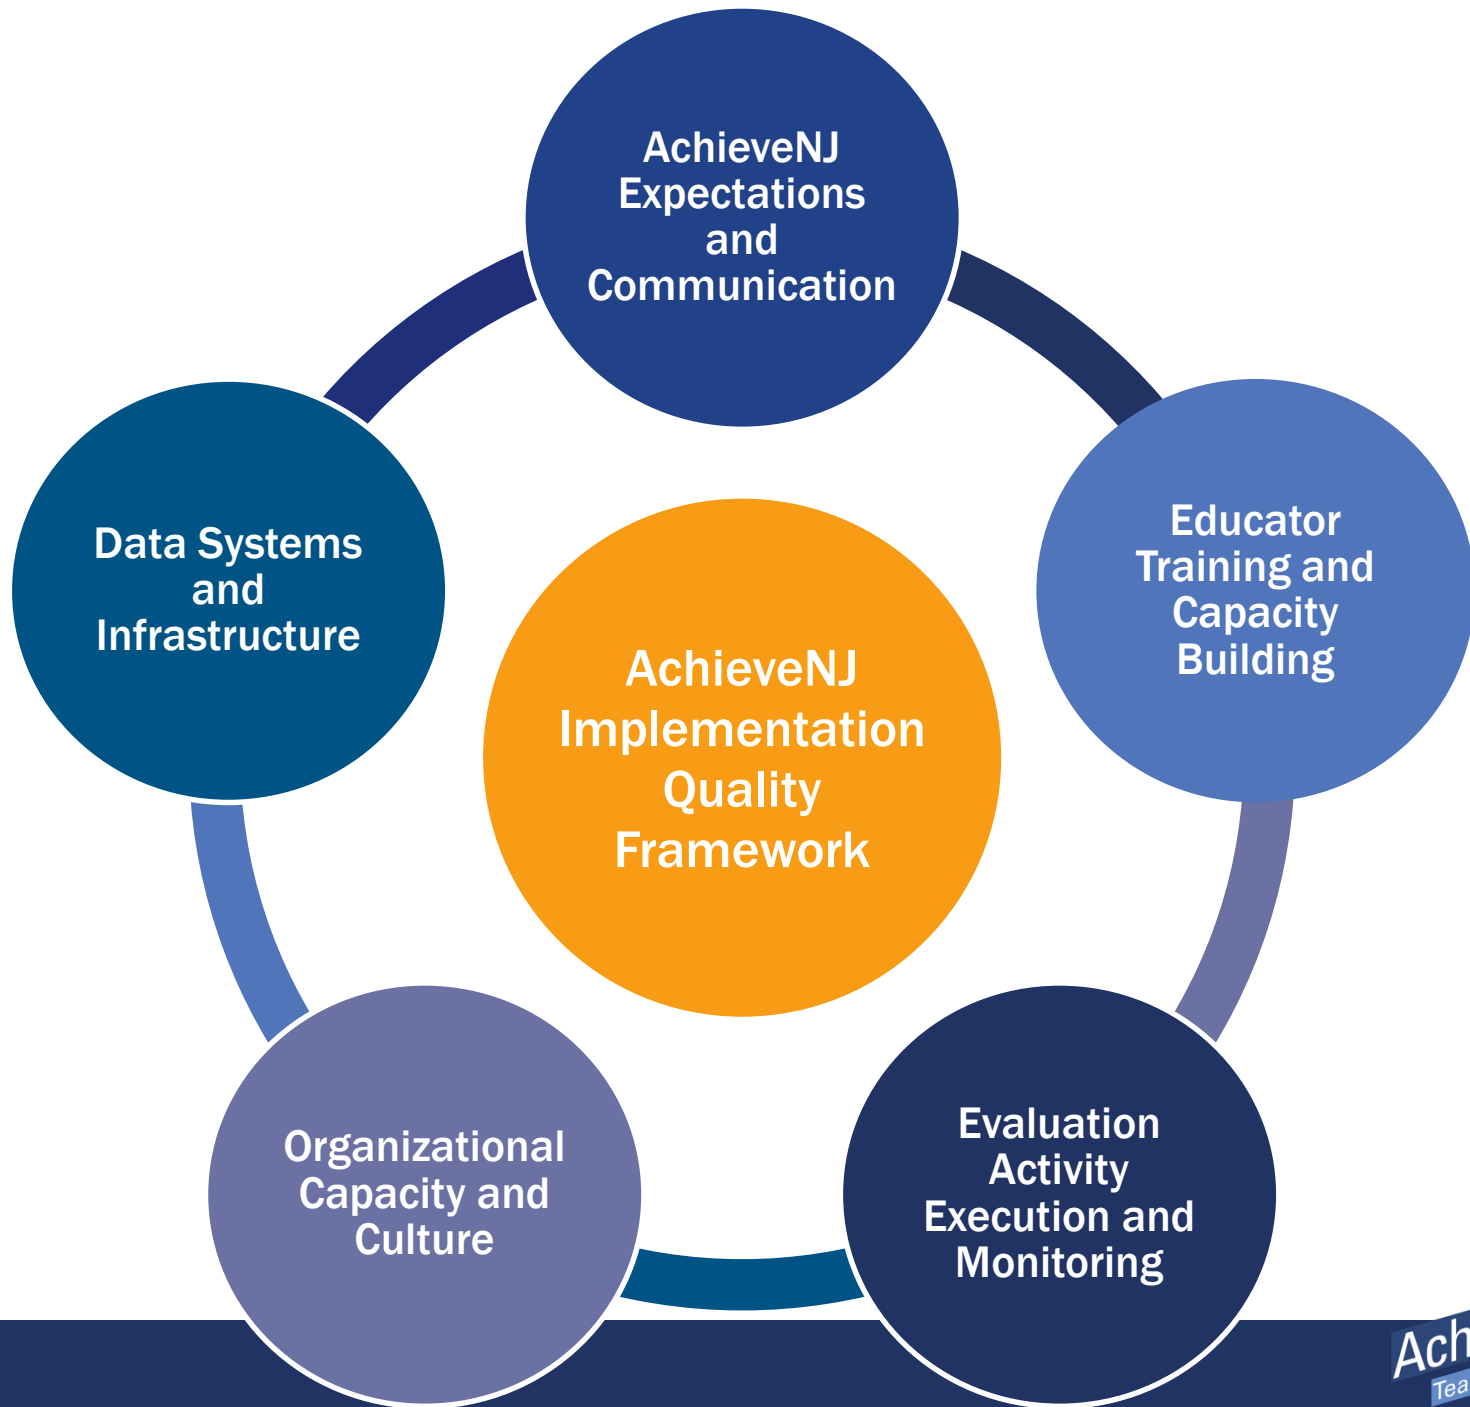 AchieveNJ
Expectations
and
Communication
Educator
Training and
Capacity
Building
Data Systems
and
Infrastructure
AchieveNJ
Implementation
Quality
Framework
Evaluation
Activity
Execution and
Monitoring
Organizational
Capacity and
Culture
Ach
Tea